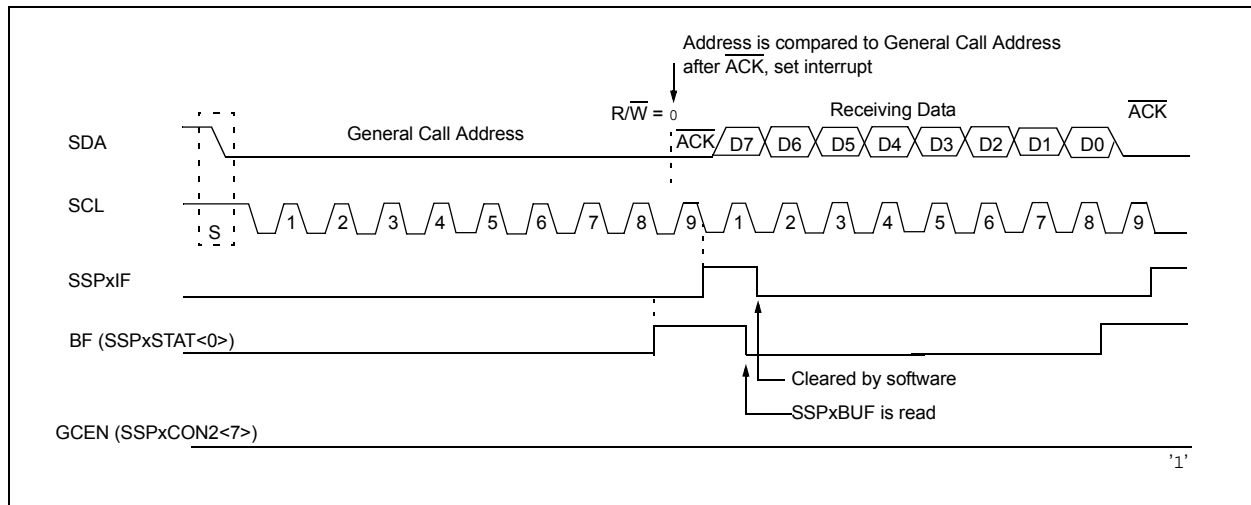 Address is compared to General Call Address
after ACK, set interrupt
R/W = 0
Receiving Data
ACK
SDA
General Call Address
ACK D7 D6 D5 D4 D3 D2 D1 D0
SCL
S
1 2 3 4 5 6 7 8 9 1 2 3 4 5 6 7 8 9
SSPxIF
BF (SSPxSTAT<0>)
Cleared by software
SSPxBUF is read
GCEN (SSPxCON2<7>)
'1'